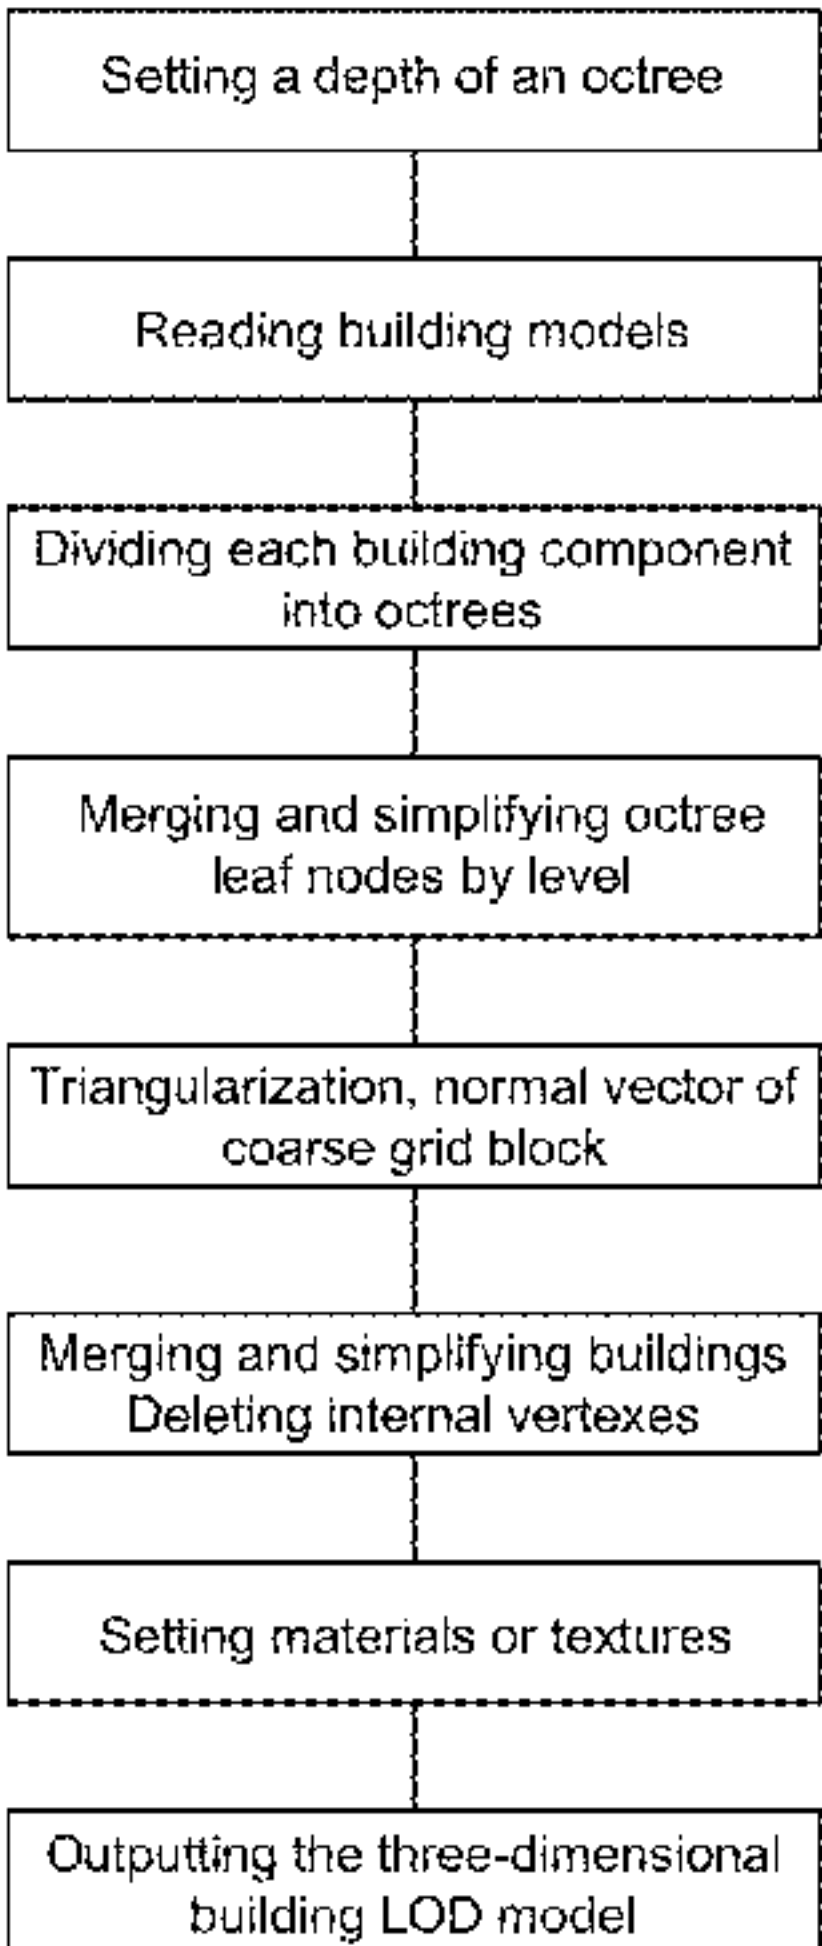 Setting a depth of an octree
Reading building models
Dividing each building component
into octrees
Merging and simplifying octree
leaf nodes by level
Triangularization, normal vector of
coarse grid block
Merging and simplifying buildings
Deleting internal vertexes
Setting materials or textures
Outputting the three-dimensional
building LOD model